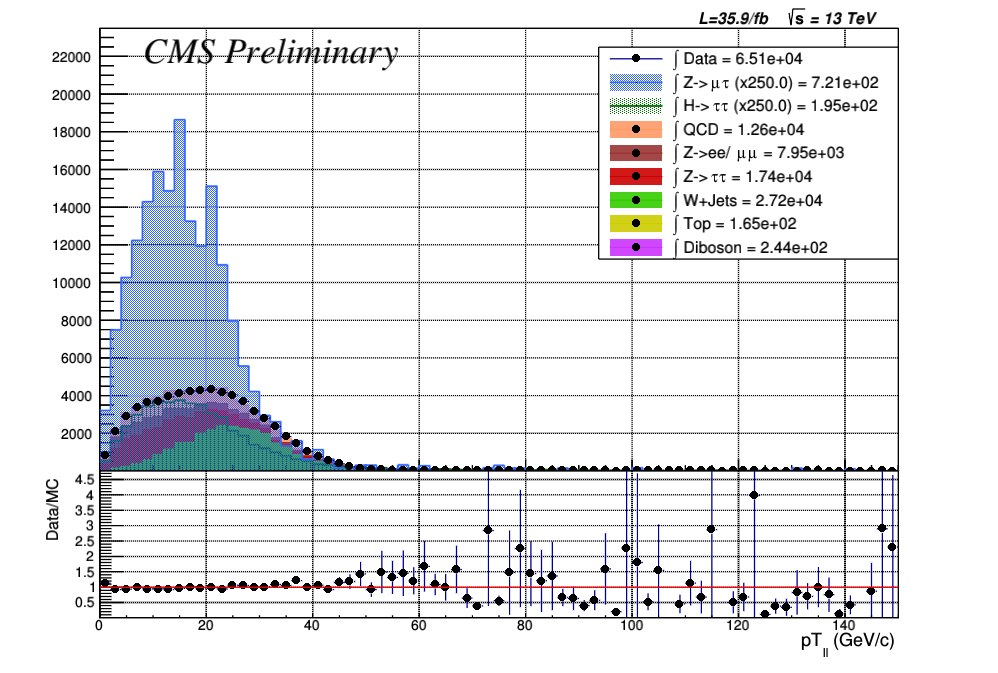 L=35.9/fb √s = 13 TeV
CMS Preliminary
22000
20000
18000
16000
14000
12000
10000
8000
6000
4000
2000
∫ Data = 6.51e+04
∫ Z-> μτ (x250.0) = 7.21e+02
∫ H-> ττ (x250.0) = 1.95e+02
∫ QCD = 1.26e+04
∫ Z->ee/ μμ = 7.95e+03
∫ Z-> ττ = 1.74e+04
∫ W+Jets = 2.72e+04
∫ Top = 1.65e+02
∫ Diboson = 2.44e+02
Data/MC
4.5
4
3.5
3
2.5
2
1.5
1
0.5
0 20 40 60 80 100 120 140
pT_ll (GeV/c)